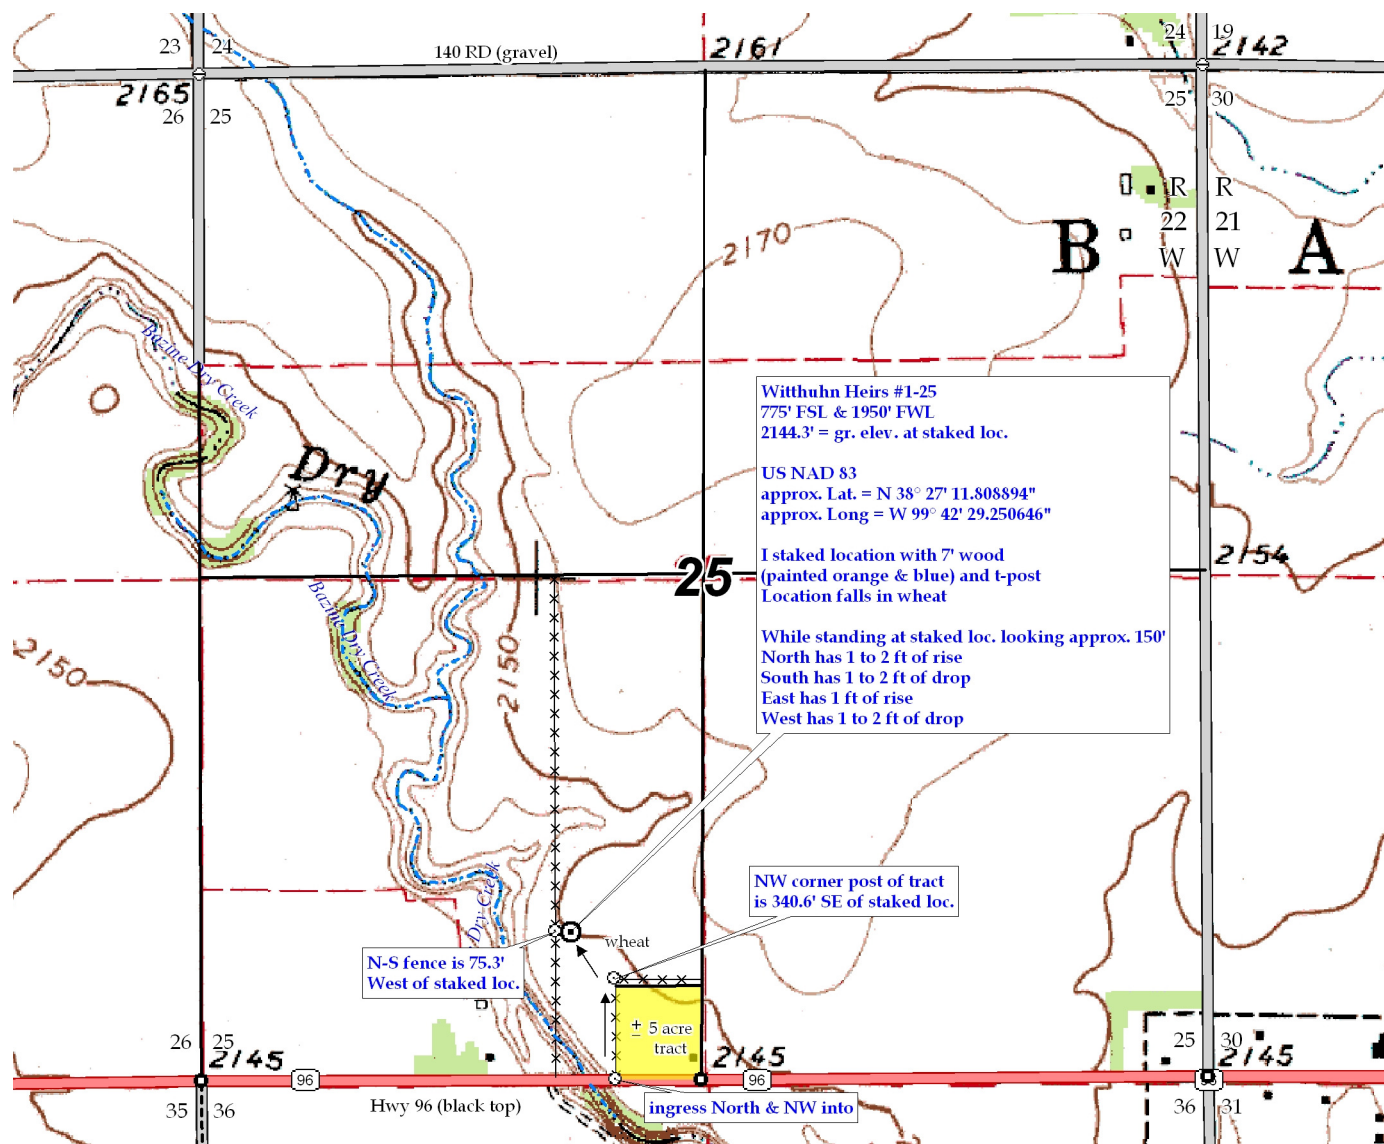 23 24
140 RD (gravel)
2161
24 19
2142
2165
26 25
25 30
R R
22 21
W W
B
A
2170
Bazine Dry Creek
Witthuhn Heirs #1-25
775' FSL & 1950' FWL
2144.3' = gr. elev. at staked loc.
US NAD 83
approx. Lat. = N 38° 27' 11.808894"
approx. Long = W 99° 42' 29.250646"
I staked location with 7' wood
(painted orange & blue) and t-post
Location falls in wheat
While standing at staked loc. looking approx. 150'
North has 1 to 2 ft of rise
South has 1 to 2 ft of drop
East has 1 ft of rise
West has 1 to 2 ft of drop
Dry
25
2154
Bazine Dry Creek
2150
2150
NW corner post of tract
is 340.6' SE of staked loc.
Dry Creek
wheat
N-S fence is 75.3'
West of staked loc.
± 5 acre
tract
26 25
2145
2145
25 30
2145
96
96
35 36
Hwy 96 (black top)
ingress North & NW into
36 31